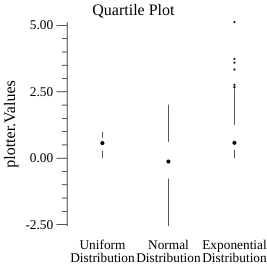 Quartile Plot
plotter.Values
5.00
2.50
0.00
-2.50
Uniform
Distribution
Normal
Distribution
Exponential
Distribution